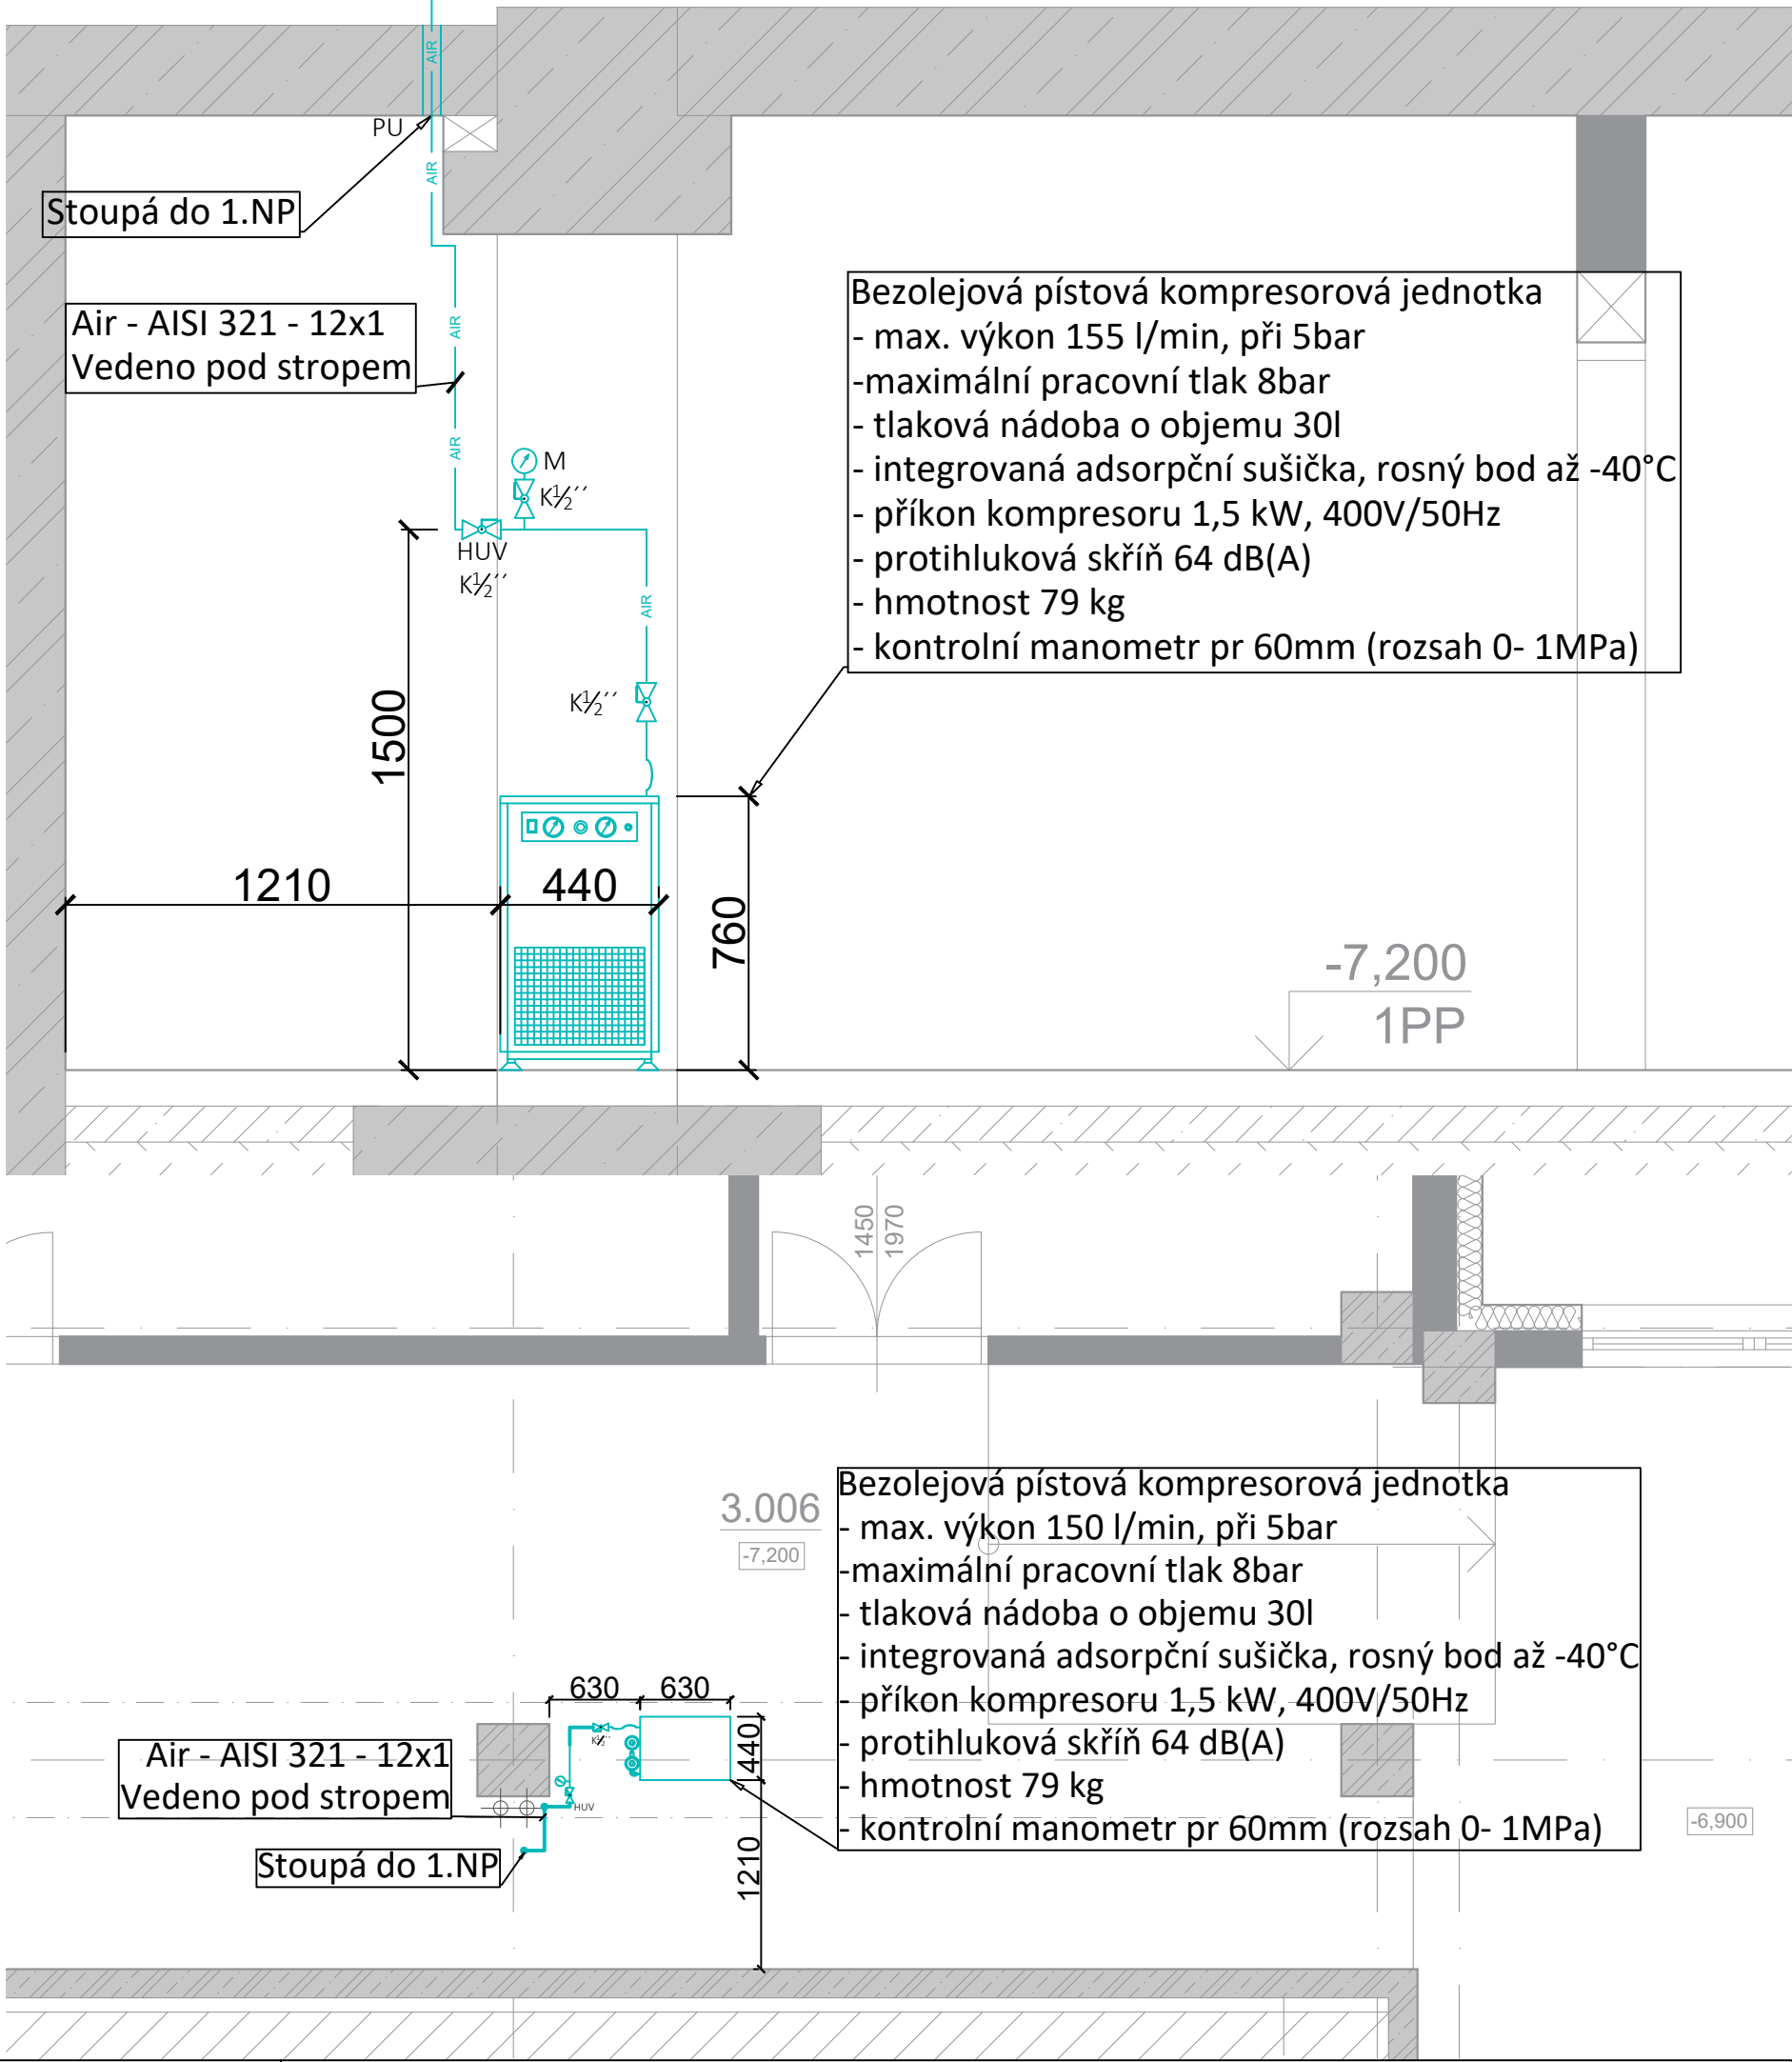 AIR
PU
AIR
Stoupá do 1.NP
Air - AISI 321 - 12x1
Vedeno pod stropem
AIR
AIR
M
K½´´
HUV
K½´´
AIR
K½´´
Bezolejová pístová kompresorová jednotka
- max. výkon 155 l/min, při 5bar
-maximální pracovní tlak 8bar
- tlaková nádoba o objemu 30l
- integrovaná adsorpční sušička, rosný bod až -40°C
- příkon kompresoru 1,5 kW, 400V/50Hz
- protihluková skříň 64 dB(A)
- hmotnost 79 kg
- kontrolní manometr pr 60mm (rozsah 0- 1MPa)
1500
1210
440
760
-7,200
1PP
1450
1970
3.006
-7,200
Bezolejová pístová kompresorová jednotka
- max. výkon 150 l/min, při 5bar
-maximální pracovní tlak 8bar
- tlaková nádoba o objemu 30l
- integrovaná adsorpční sušička, rosný bod až -40°C
- příkon kompresoru 1,5 kW, 400V/50Hz
- protihluková skříň 64 dB(A)
- hmotnost 79 kg
- kontrolní manometr pr 60mm (rozsah 0- 1MPa)
630
630
K½´´
440
Air - AISI 321 - 12x1
Vedeno pod stropem
HUV
Stoupá do 1.NP
1210
-6,900